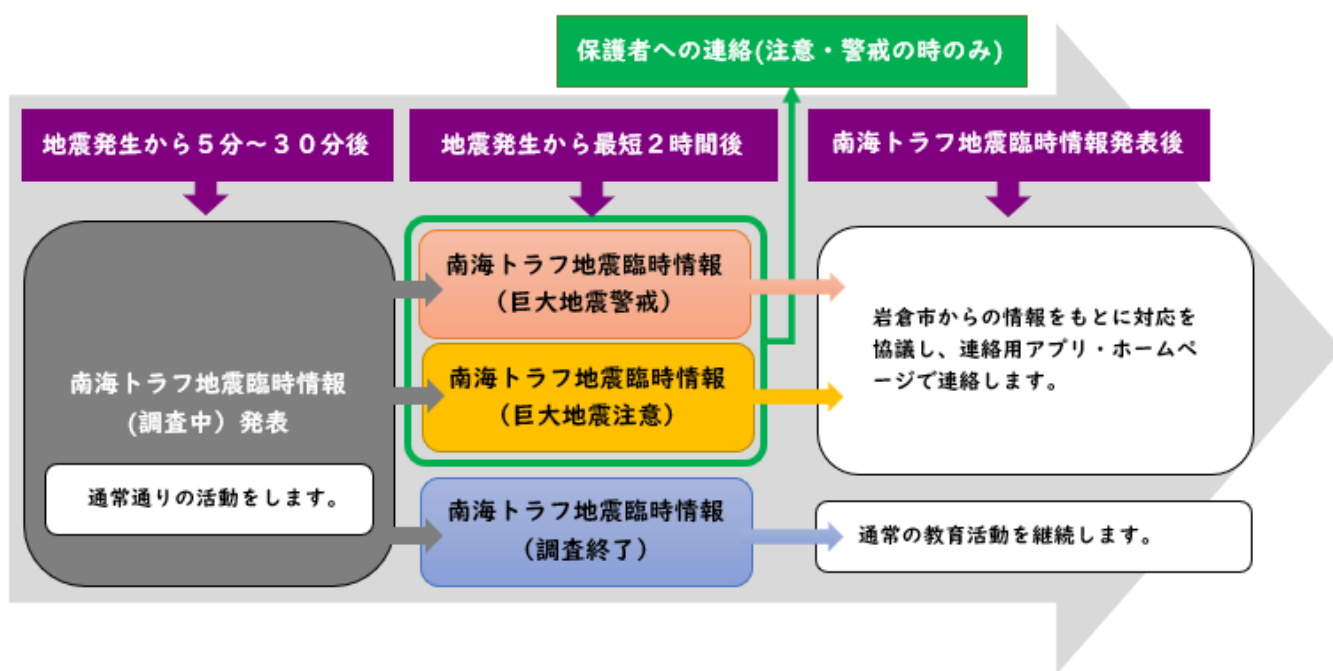 保護者への連絡(注意・警戒の時のみ)
地震発生から５分～３０分後
地震発生から最短２時間後
南海トラフ地震臨時情報発表後
南海トラフ地震臨時情報
(調査中）発表
通常通りの活動をします。
南海トラフ地震臨時情報
（巨大地震警戒）
南海トラフ地震臨時情報
（巨大地震注意）
南海トラフ地震臨時情報
（調査終了）
岩倉市からの情報をもとに対応を
協議し、連絡用アプリ・ホームペ
ージで連絡します。
通常の教育活動を継続します。